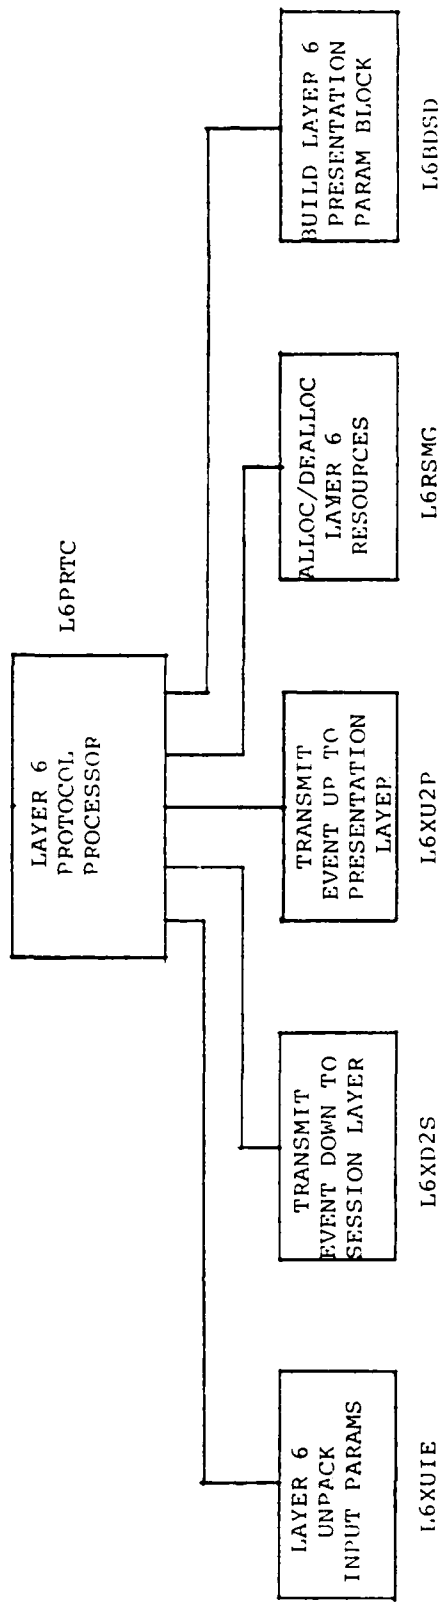 LAYER 6
PROTOCOL
PROCESSOR
L6PRTC
LAYER 6
UNPACK
INPUT PARAMS
L6XUIE
TRANSMIT
EVENT DOWN TO
SESSION LAYER
L6XD2S
TRANSMIT
EVENT UP TO
PRESENTATION
LAYER
L6XU2P
ALLOC/DEALLOC
LAYER 6
RESOURCES
L6RSMG
BUILD LAYER 6
PRESENTATION
PARAM BLOCK
L6BDSD